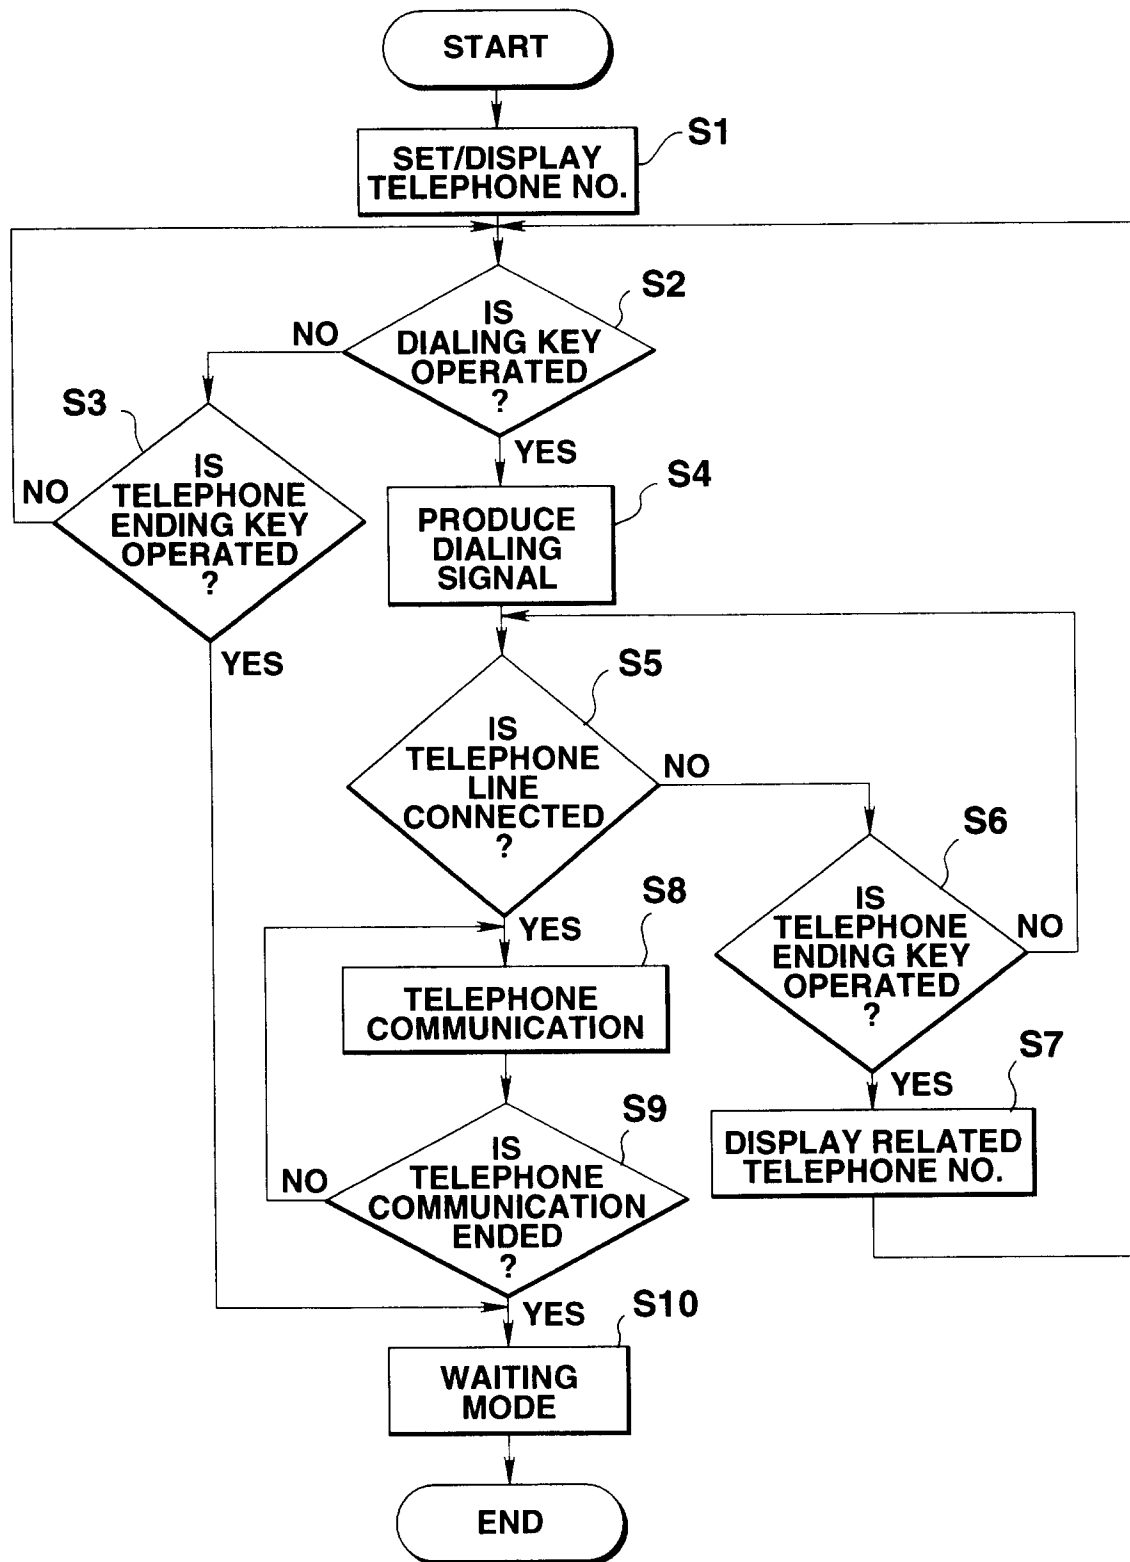 START
S1
SET/DISPLAY
TELEPHONE NO.
S2
IS
DIALING KEY
OPERATED
?
NO
YES
S3
IS
TELEPHONE
ENDING KEY
OPERATED
?
NO
YES
S4
PRODUCE
DIALING
SIGNAL
S5
IS
TELEPHONE
LINE
CONNECTED
?
NO
YES
S6
IS
TELEPHONE
ENDING KEY
OPERATED
?
NO
YES
S7
DISPLAY RELATED
TELEPHONE NO.
S8
TELEPHONE
COMMUNICATION
S9
IS
TELEPHONE
COMMUNICATION
ENDED
?
NO
YES
S10
WAITING
MODE
END